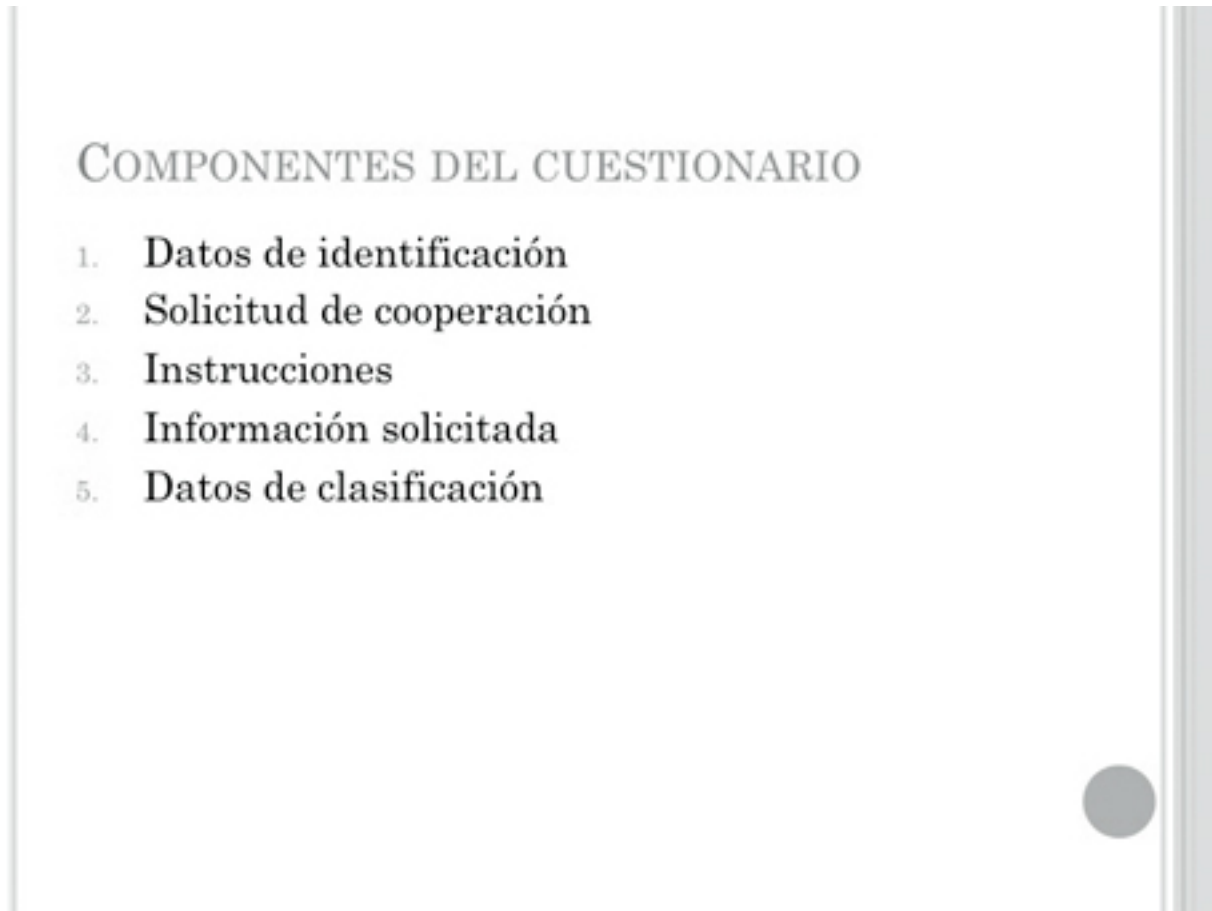 COMPONENTES DEL CUESTIONARIO
1. Datos de identificación
2. Solicitud de cooperación
3. Instrucciones
4. Información solicitada
5. Datos de clasificación